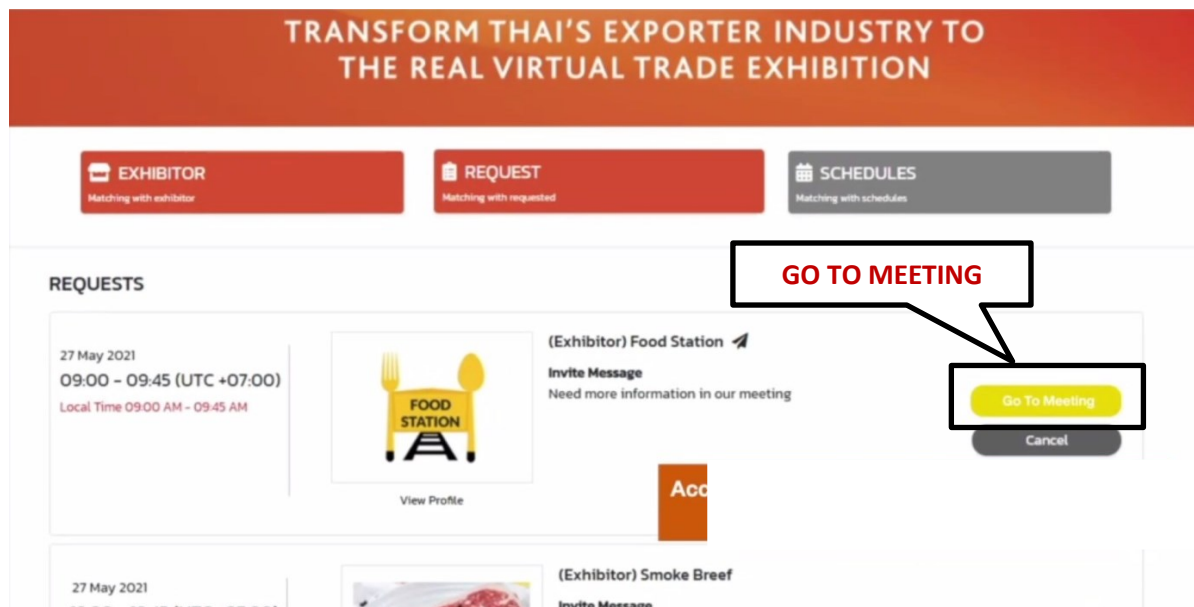 TRANSFORM THAI'S EXPORTER INDUSTRY TO
THE REAL VIRTUAL TRADE EXHIBITION
EXHIBITOR
Matching with exhibitor
REQUEST
Matching with requested
SCHEDULES
Matching with schedules
GO TO MEETING
REQUESTS
27 May 2021
09:00 - 09:45 (UTC +07:00)
Local Time 09:00 AM - 09:45 AM
FOOD
STATION
View Profile
(Exhibitor) Food Station
Invite Message
Need more information in our meeting
Go To Meeting
Cancel
Acc
27 May 2021
(Exhibitor) Smoke Breef
Invite Message